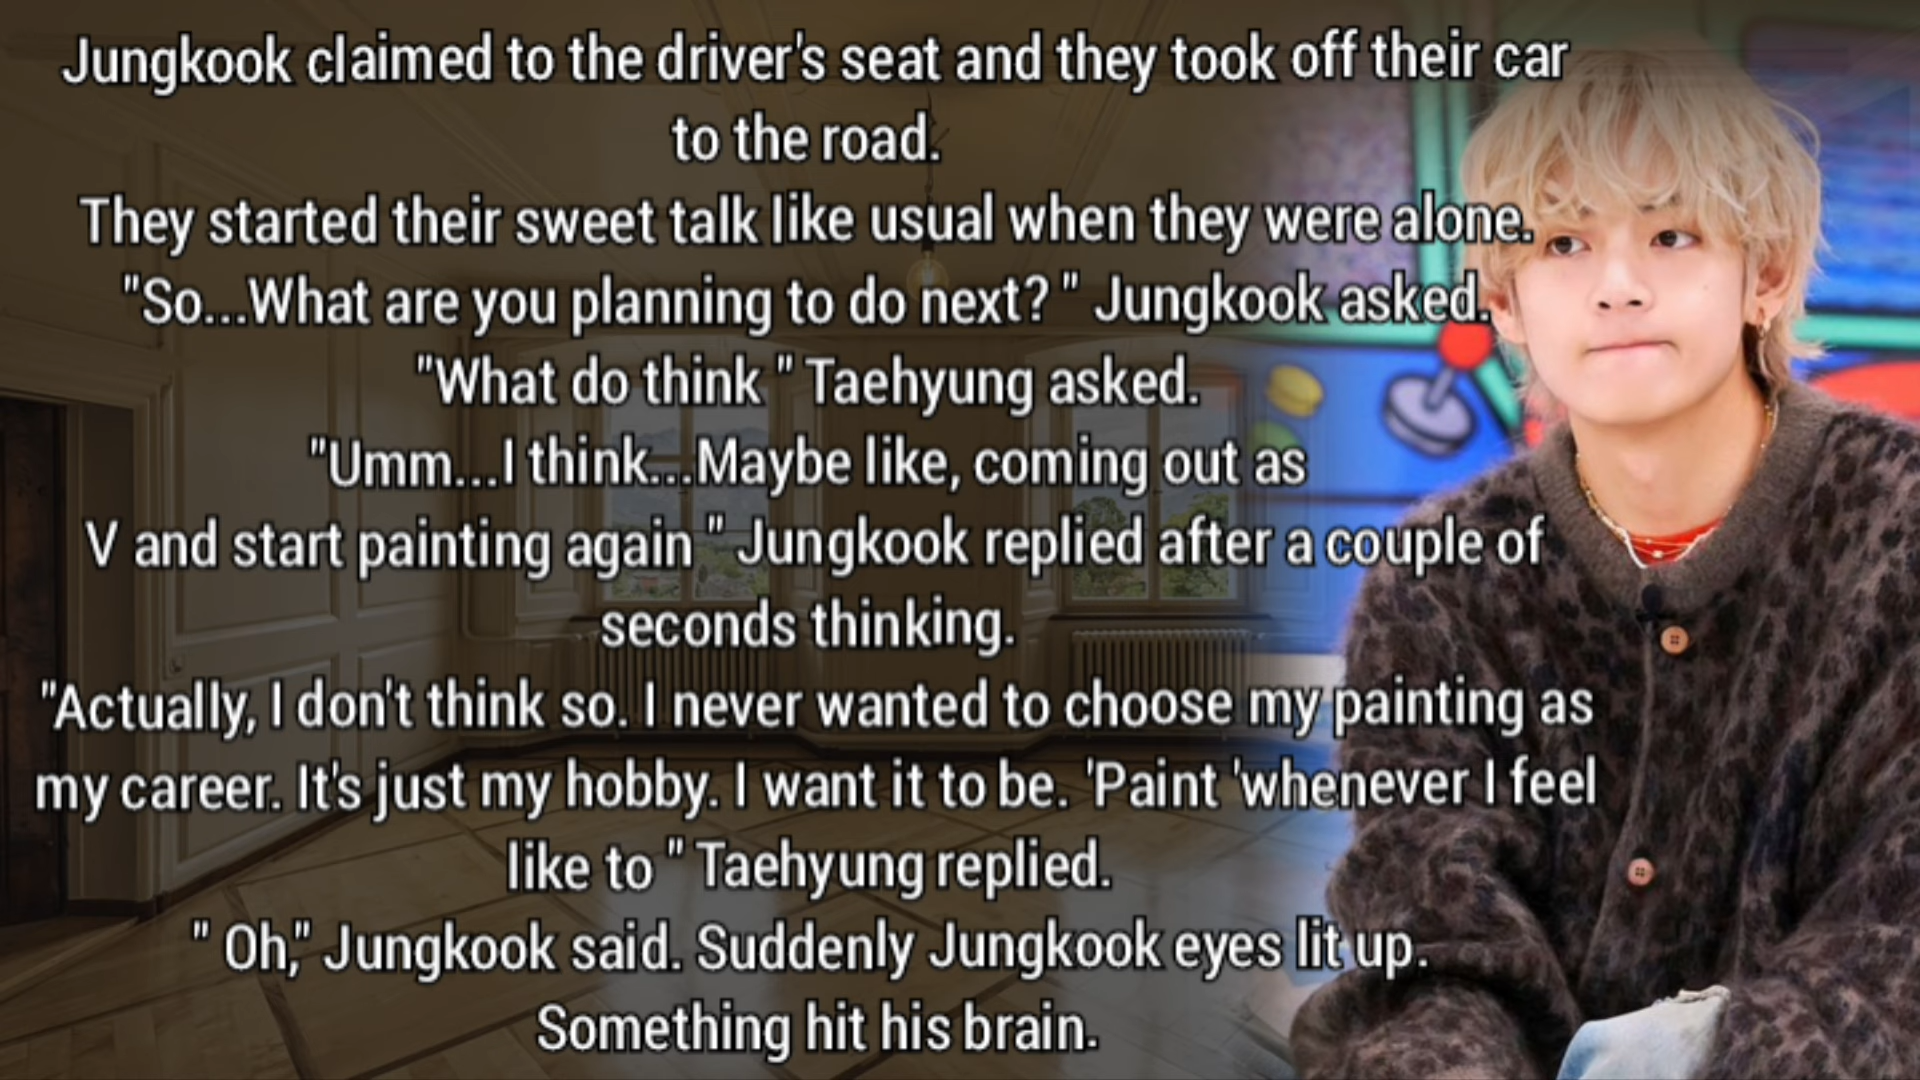 Jungkook claimed to the driver's seat and they took off their car
to the road.
They started their sweet talk like usual when they were alone.
"So...What are you planning to do next? " Jungkook asked.
"What do think " Taehyung asked.
"Umm...I think...Maybe like, coming out as
V and start painting again " Jungkook replied after a couple of
seconds thinking.
"Actually, I don't think so. I never wanted to choose my painting as
my career. It's just my hobby. I want it to be. 'Paint 'whenever I feel
like to " Taehyung replied.
" Oh," Jungkook said. Suddenly Jungkook eyes lit up.
Something hit his brain.